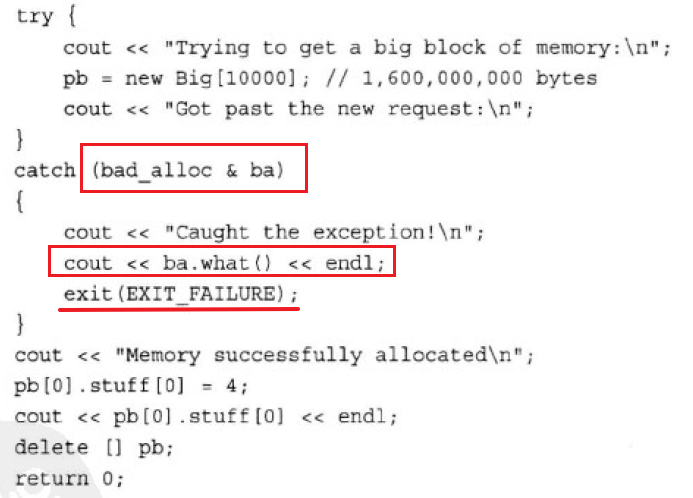 try {
cout << "Trying to get a big block of memory:\n";
pb = new Big[10000]; // 1,600,000,000 bytes
cout << "Got past the new request:\n";
}
catch (bad_alloc & ba)
{
cout << "Caught the exception!\n";
cout << ba.what() << endl;
exit(EXIT_FAILURE);
}
cout << "Memory successfully allocated\n";
pb[0].stuff[0] = 4;
cout << pb[0].stuff[0] << endl;
delete [] pb;
return 0;